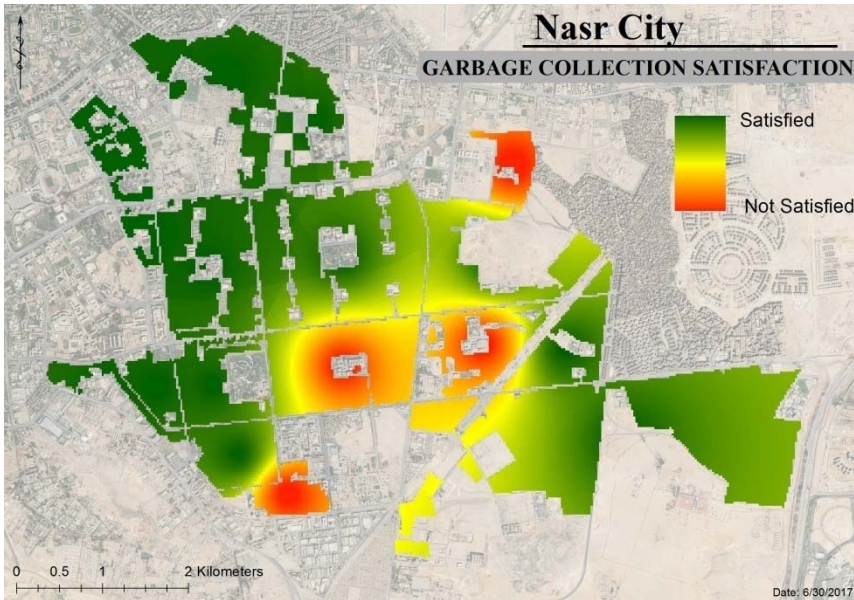 Nasr City
GARBAGE COLLECTION SATISFACTION
Satisfied
Not Satisfied
0 0.5 1 2 Kilometers
Date: 6/30/2017